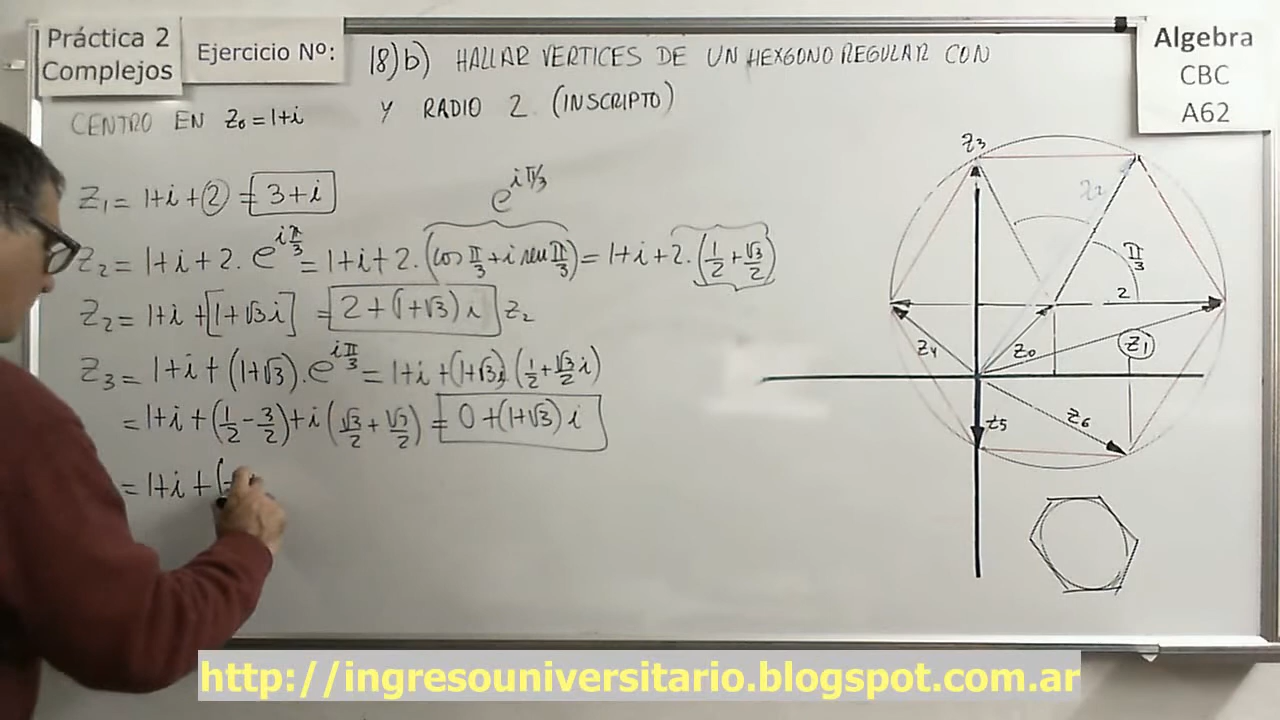 Práctica 2
Complejos
Ejercicio Nº:
18)b) HALLAR VERTICES DE UN HEXGONO REGULAR CON
CENTRO EN Z₀=1+i Y RADIO 2. (INSCRIPTO)
Algebra
CBC
A62
Z₁ = 1+i+2 = 3+i
e^{iπ/3}
Z₂ = 1+i+2.e^{iπ/3} = 1+i+2.(cos π/3 + i sen π/3) = 1+i+2.(1/2 + √3/2)
Z₂ = 1+i+[1+√3i] = 2+(1+√3)i Z₂
Z₃ = 1+i+(1+√3).e^{iπ/3} = 1+i+(1+√3i)(1/2+√3/2 i)
= 1+i+(1/2 - 3/2)+i(√3/2 + √3/2) = 0+(1+√3)i
= 1+i+(-
Z₃
Z₂
π/3
2
Z₄
Z₀
Z₁
Z₅
Z₆
http://ingresouniversitario.blogspot.com.ar